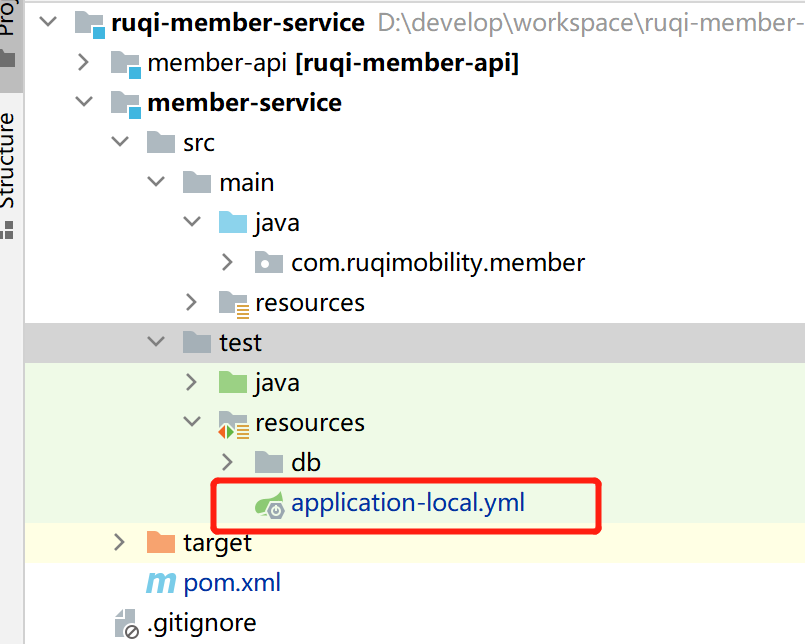 Proj
ruqi-member-service D:\develop\workspace\ruqi-member-
member-api [ruqi-member-api]
member-service
Structure
src
main
java
com.ruqimobility.member
resources
test
java
resources
db
application-local.yml
target
pom.xml
.gitignore